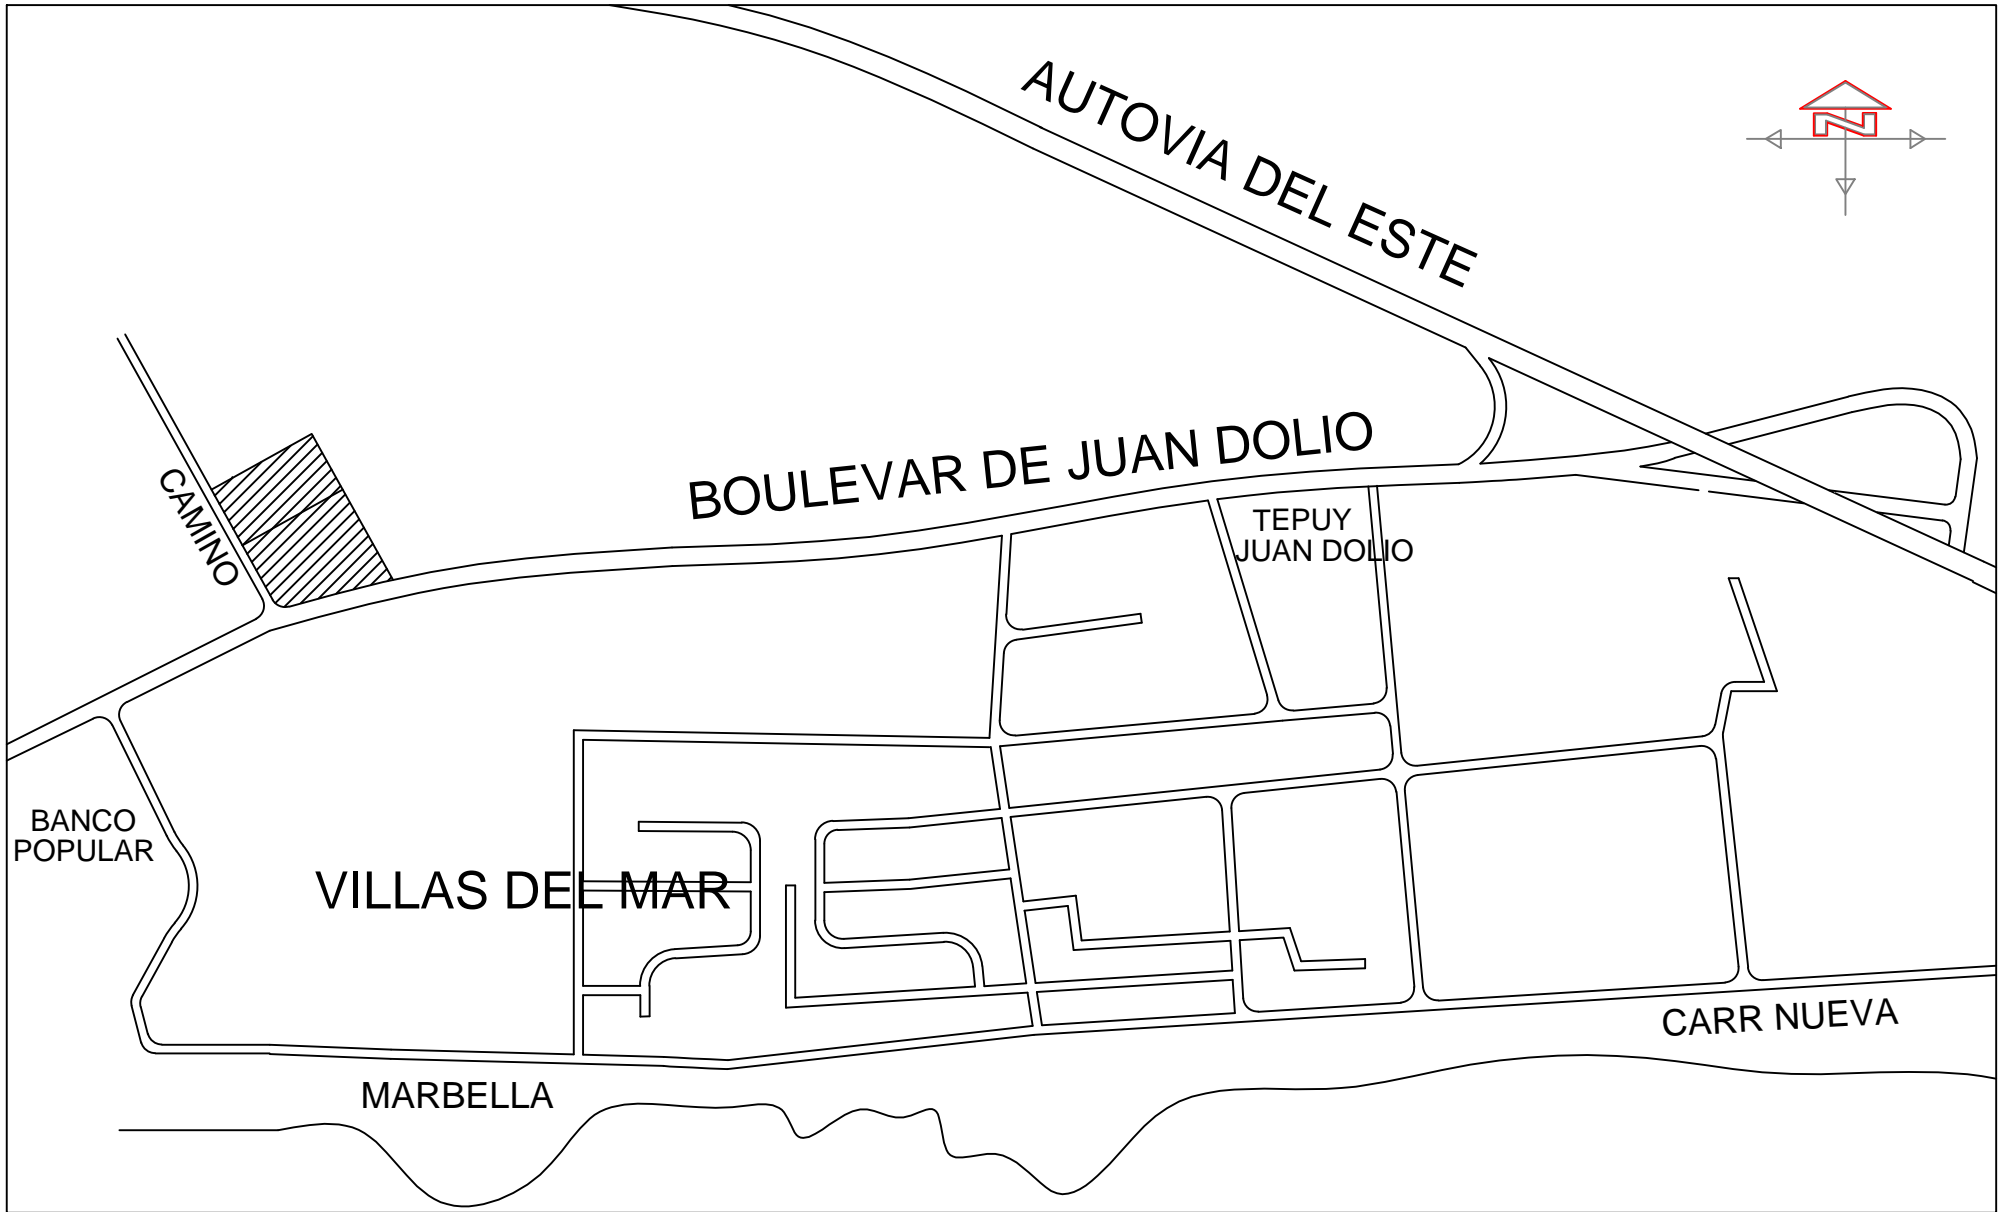 AUTOVIA DEL ESTE
N
BOULEVAR DE JUAN DOLIO
CAMINO
TEPUY
JUAN DOLIO
BANCO
POPULAR
VILLAS DEL MAR
CARR NUEVA
MARBELLA